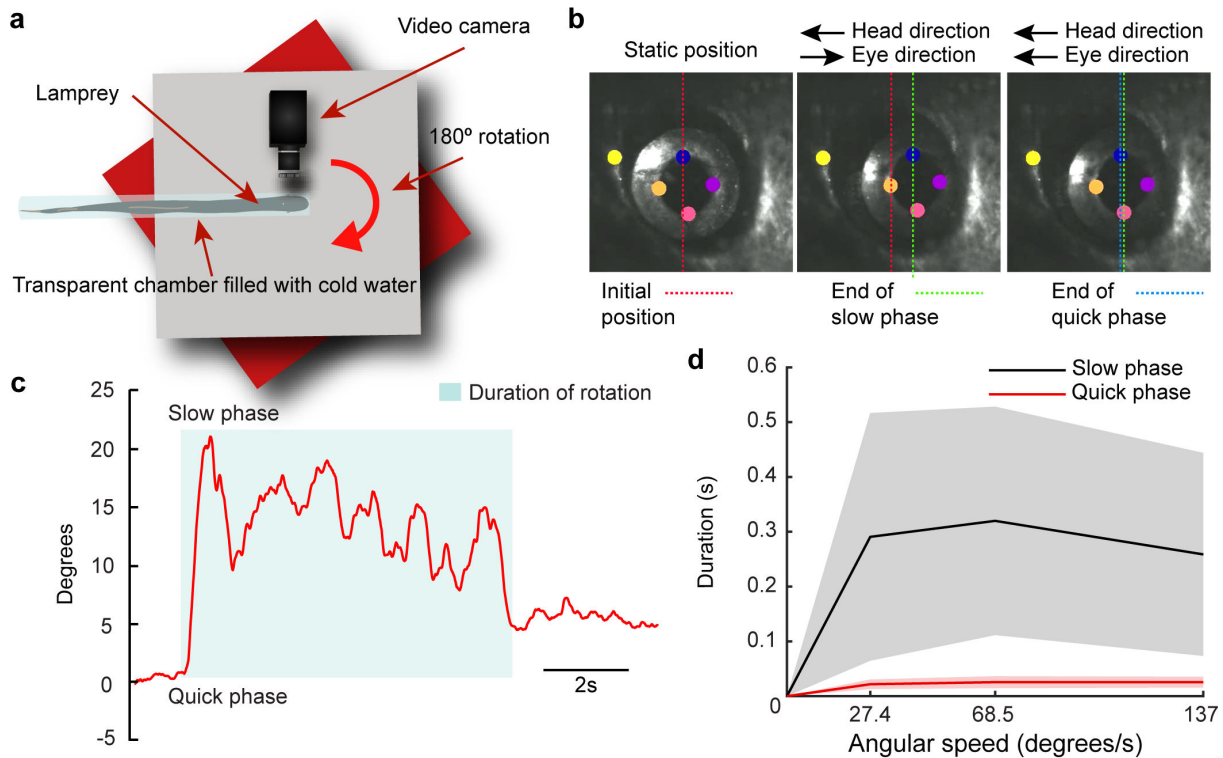 a
Video camera
Lamprey
180º rotation
Transparent chamber filled with cold water
b
Static position
Head direction
Eye direction
Head direction
Eye direction
Initial
position
End of
slow phase
End of
quick phase
c
Duration of rotation
Slow phase
Quick phase
Degrees
25
20
15
10
5
0
-5
2s
d
Slow phase
Quick phase
Duration (s)
0.6
0.5
0.4
0.3
0.2
0.1
0
27.4
68.5
137
Angular speed (degrees/s)